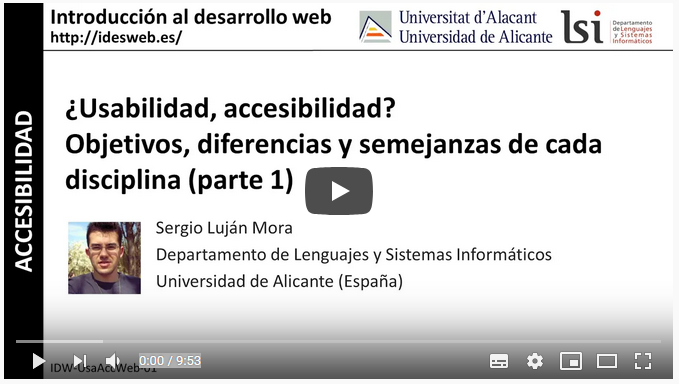 Introducción al desarrollo web
http://idesweb.es/
Universitat d'Alacant
Universidad de Alicante
lsi
Departamento
de Lenguajes
y Sistemas
Informáticos
ACCESIBILIDAD
¿Usabilidad, accesibilidad?
Objetivos, diferencias y semejanzas de cada
disciplina (parte 1)
Sergio Luján Mora
Departamento de Lenguajes y Sistemas Informáticos
Universidad de Alicante (España)
0:00 / 9:53
IDW-UsaAccWeb-01